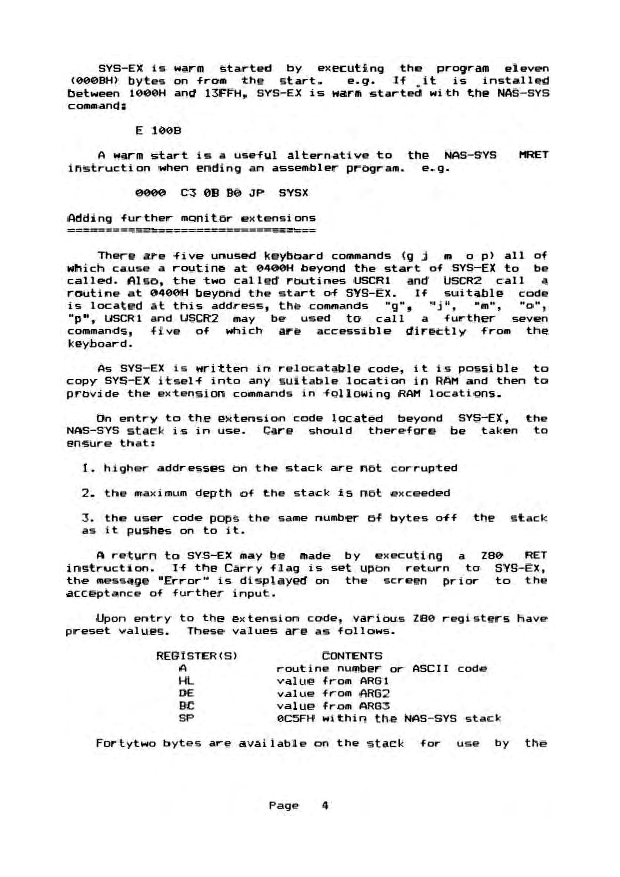 SYS-EX is warm started by executing the program eleven
(000BH) bytes on from the start. e.g. If it is installed
between 1000H and 13FFH, SYS-EX is warm started with the NAS-SYS
command:
E 100B
A warm start is a useful alternative to the NAS-SYS MRET
instruction when ending an assembler program. e.g.
0000 C3 0B B0 JP SYSX
Adding further monitor extensions
=================================
There are five unused keyboard commands (g j m o p) all of
which cause a routine at 0400H beyond the start of SYS-EX to be
called. Also, the two called routines USCR1 and USCR2 call a
routine at 0400H beyond the start of SYS-EX. If suitable code
is located at this address, the commands "g", "j", "m", "o",
"p", USCR1 and USCR2 may be used to call a further seven
commands, five of which are accessible directly from the
keyboard.
As SYS-EX is written in relocatable code, it is possible to
copy SYS-EX itself into any suitable location in RAM and then to
provide the extension commands in following RAM locations.
On entry to the extension code located beyond SYS-EX, the
NAS-SYS stack is in use. Care should therefore be taken to
ensure that:
1. higher addresses on the stack are not corrupted
2. the maximum depth of the stack is not exceeded
3. the user code pops the same number of bytes off the stack
as it pushes on to it.
A return to SYS-EX may be made by executing a Z80 RET
instruction. If the Carry flag is set upon return to SYS-EX,
the message "Error" is displayed on the screen prior to the
acceptance of further input.
Upon entry to the extension code, various Z80 registers have
preset values. These values are as follows.
REGISTER(S) CONTENTS
A routine number or ASCII code
HL value from ARG1
DE value from ARG2
BC value from ARG3
SP 0C5FH within the NAS-SYS stack
Fortytwo bytes are available on the stack for use by the
Page 4